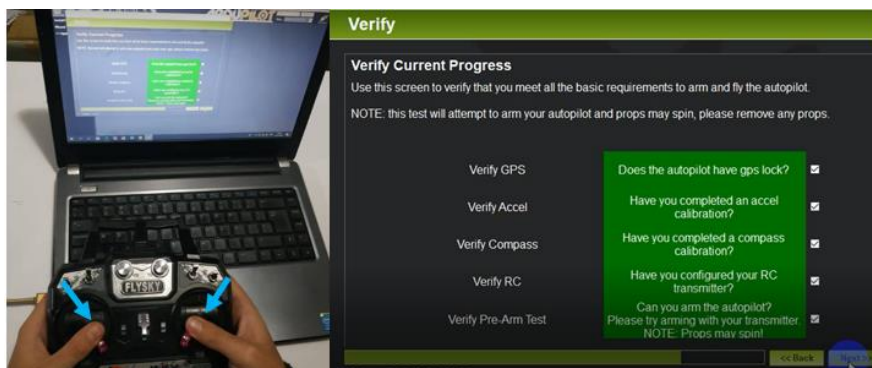 Verify
Verify Current Progress
Use this screen to verify that you meet all the basic requirements to arm and fly the autopilot.
NOTE: this test will attempt to arm your autopilot and props may spin, please remove any props.
Verify GPS
Does the autopilot have gps lock?
Verify Accel
Have you completed an accel
calibration?
Verify Compass
Have you completed a compass
calibration?
Verify RC
Have you configured your RC
transmitter?
Verify Pre-Arm Test
Can you arm the autopilot?
Please try arming with your transmitter.
NOTE: Props may spin!
<< Back
Next >>
FLYSKY